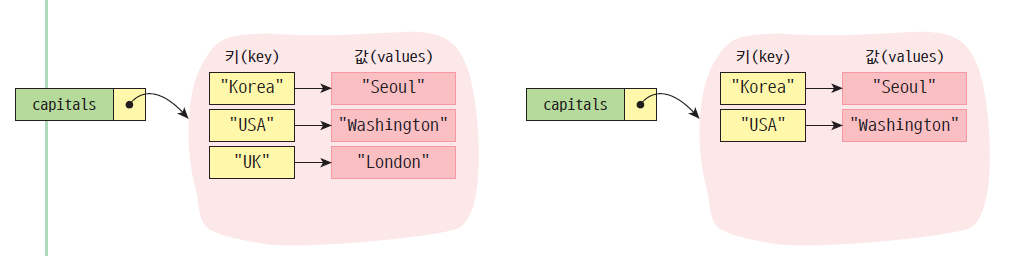 키(key) 값(values)
"Korea" "Seoul"
capitals
"USA" "Washington"
"UK" "London"
키(key) 값(values)
"Korea" "Seoul"
capitals
"USA" "Washington"